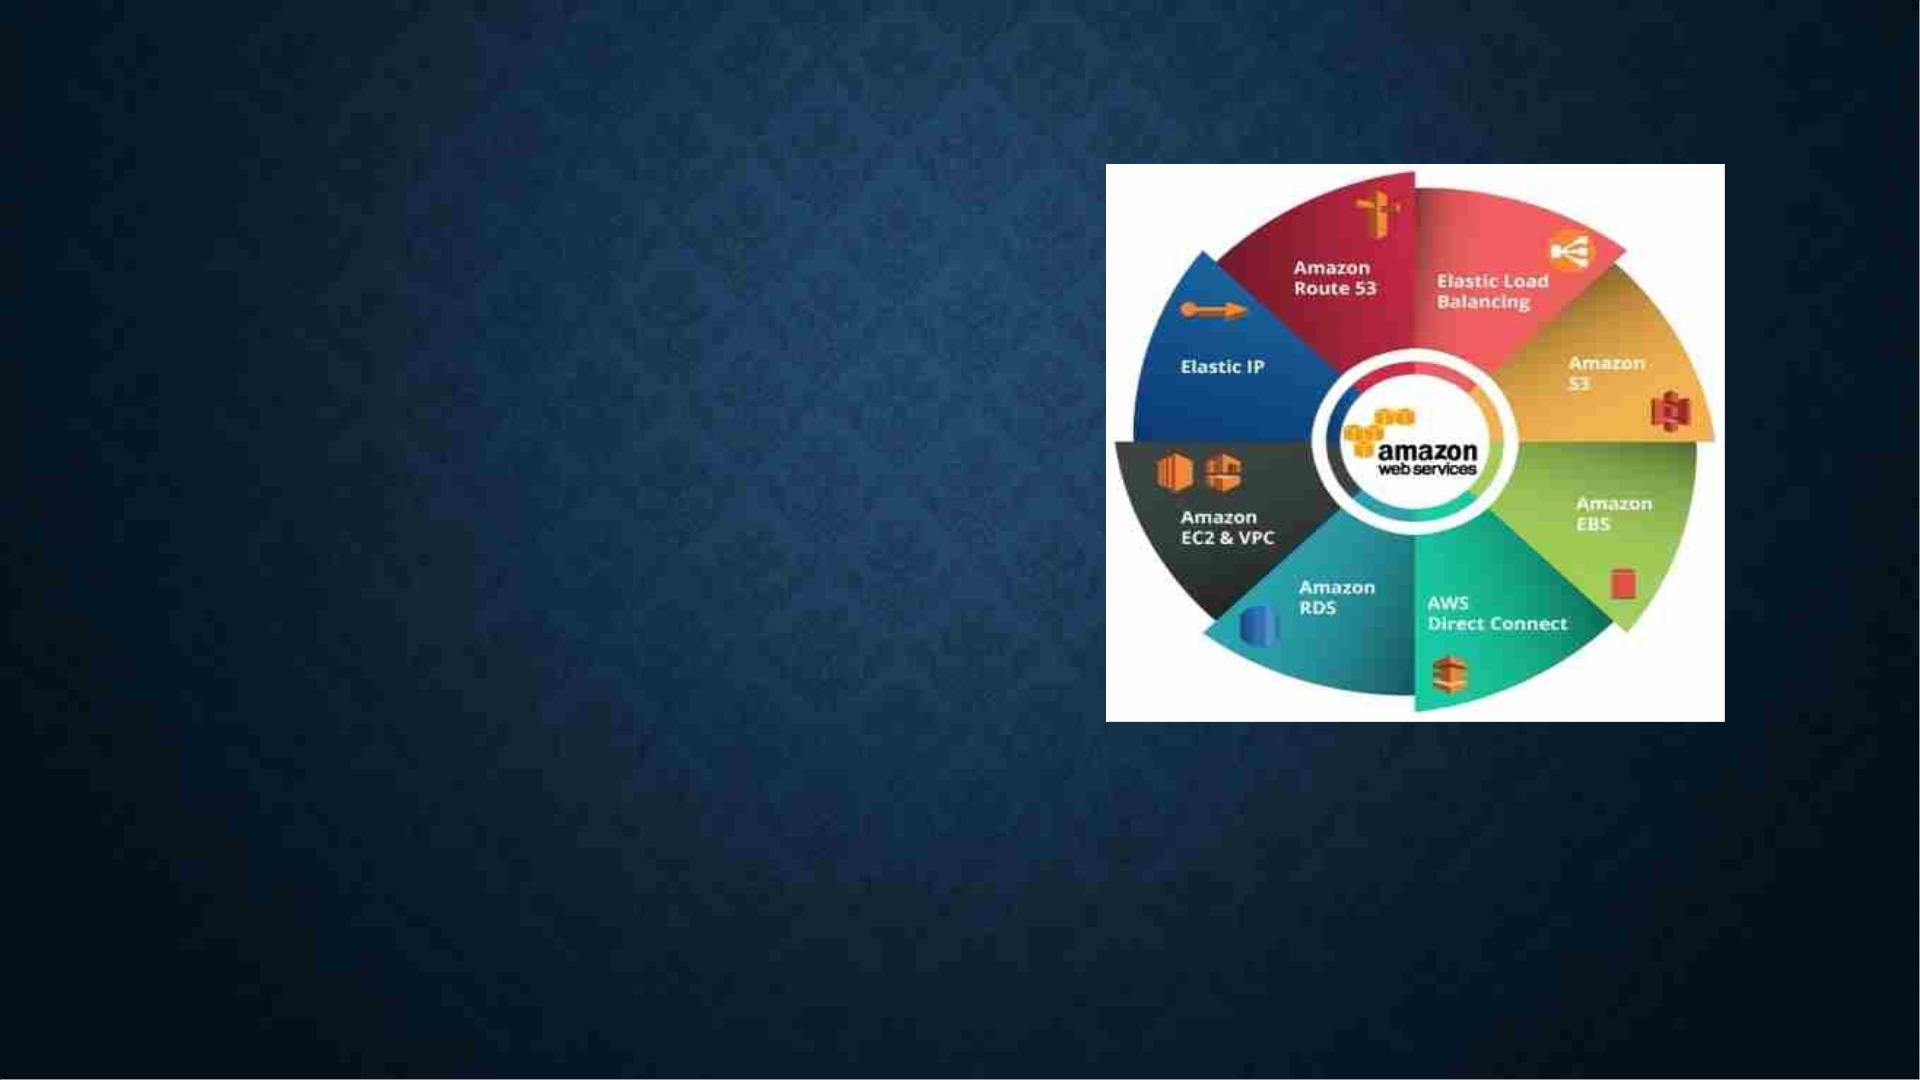 Amazon
Route 53
Elastic Load
Balancing
Amazon
S3
Elastic IP
amazon
web services
Amazon
EC2 & VPC
Amazon
EBS
Amazon
RDS
AWS
Direct Connect